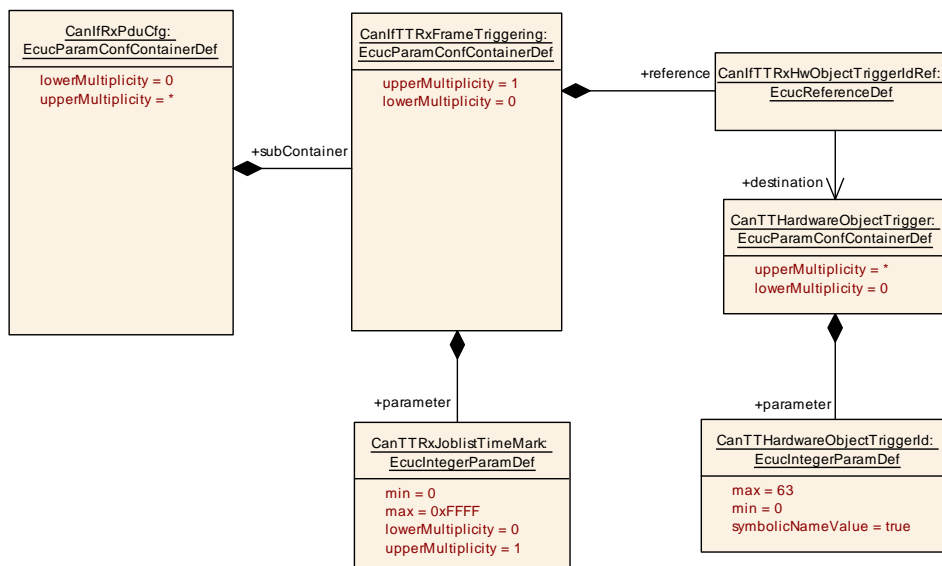 CanIfRxPduCfg:
EcucParamConfContainerDef
lowerMultiplicity = 0
upperMultiplicity = *
+subContainer
CanIfTTRxFrameTriggering:
EcucParamConfContainerDef
upperMultiplicity = 1
lowerMultiplicity = 0
+reference
CanIfTTRxHwObjectTriggerIdRef:
EcucReferenceDef
+destination
CanTTHardwareObjectTrigger:
EcucParamConfContainerDef
upperMultiplicity = *
lowerMultiplicity = 0
+parameter
CanTTRxJoblistTimeMark:
EcucIntegerParamDef
min = 0
max = 0xFFFF
lowerMultiplicity = 0
upperMultiplicity = 1
+parameter
CanTTHardwareObjectTriggerId:
EcucIntegerParamDef
max = 63
min = 0
symbolicNameValue = true